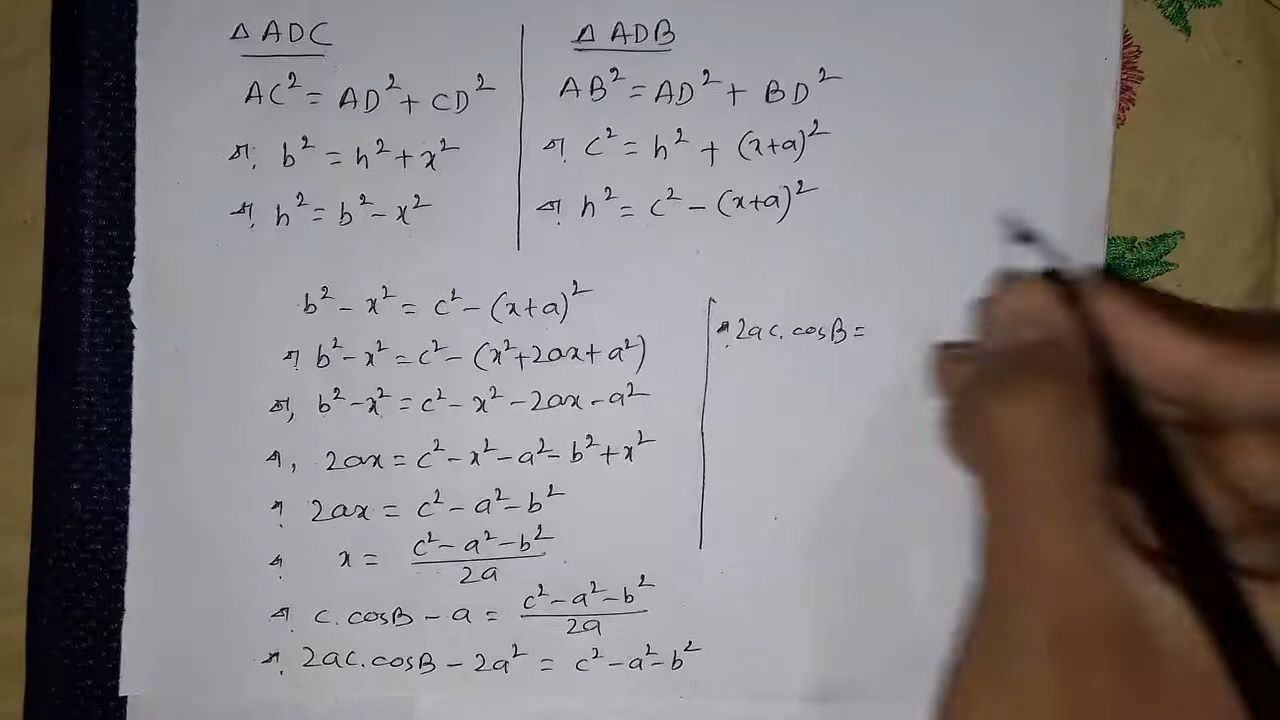 Δ ADC
AC² = AD² + CD²
বা, b² = h² + x²
বা, h² = b² - x²
Δ ADB
AB² = AD² + BD²
বা, c² = h² + (x+a)²
বা, h² = c² - (x+a)²
b² - x² = c² - (x+a)²
বা, b² - x² = c² - (x² + 2ax + a²)
বা, b² - x² = c² - x² - 2ax - a²
বা, 2ax = c² - x² - a² - b² + x²
বা, 2ax = c² - a² - b²
বা, x = (c² - a² - b²)/2a
বা, c.cosB - a = (c² - a² - b²)/2a
বা, 2ac.cosB - 2a² = c² - a² - b²
বা, 2ac.cosB =